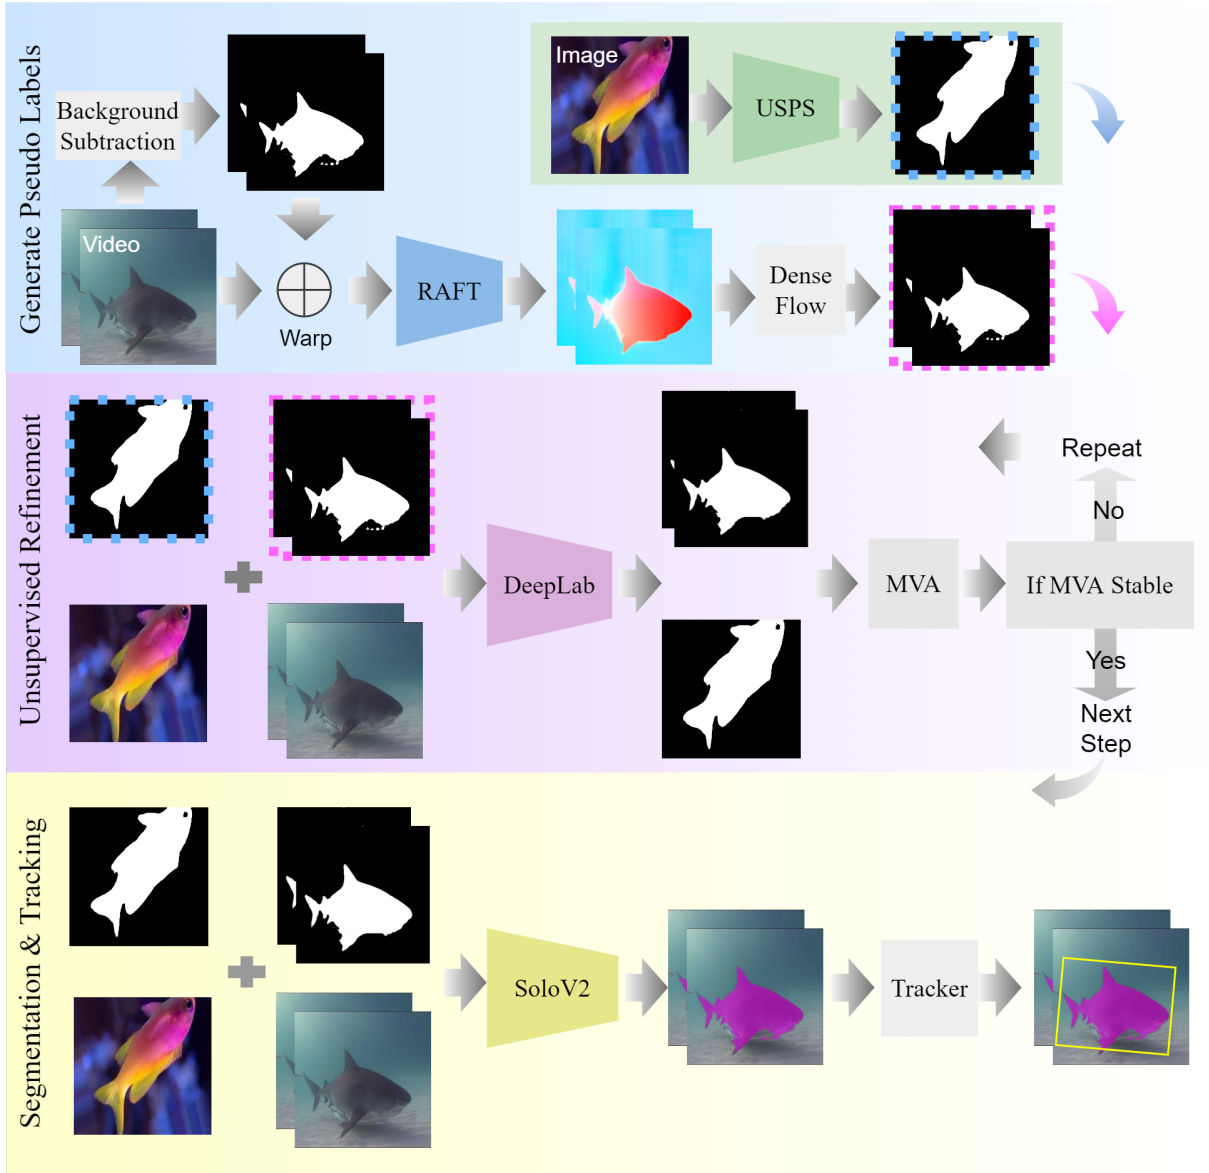 Generate Pseudo Labels
Background
Subtraction
Image
USPS
Video
Warp
RAFT
Dense
Flow
Unsupervised Refinement
DeepLab
MVA
Repeat
No
If MVA Stable
Yes
Next
Step
Segmentation & Tracking
SoloV2
Tracker